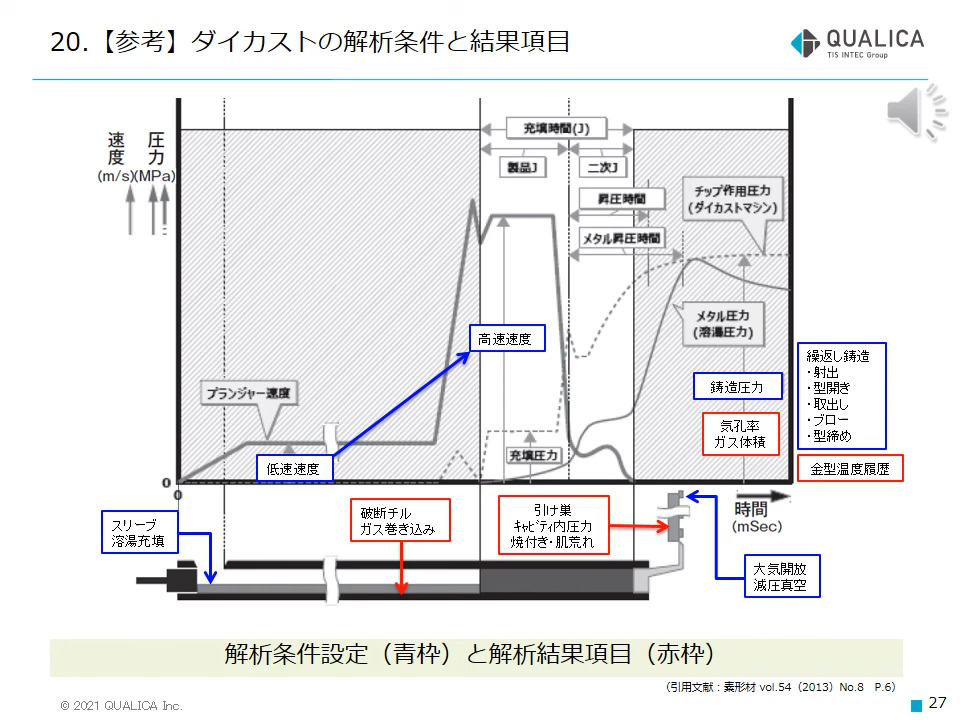 20.【参考】ダイカストの解析条件と結果項目
QUALICA
TIS INTEC Group
速度
圧力
(m/s)(MPa)
充填時間(J)
製品J
二次J
昇圧時間
メタル昇圧時間
チップ作用圧力
(ダイカストマシン)
メタル圧力
(溶湯圧力)
高速速度
プランジャー速度
低速速度
充填圧力
鋳造圧力
気孔率
ガス体積
繰返し鋳造
・射出
・型開き
・取出し
・ブロー
・型締め
金型温度履歴
0
0
時間
(mSec)
スリーブ
溶湯充填
破断チル
ガス巻き込み
引け巣
ｷｬﾋﾞﾃｨ内圧力
焼付き・肌荒れ
大気開放
減圧真空
解析条件設定（青枠）と解析結果項目（赤枠）
（引用文献：素形材 vol.54（2013）No.8 P.6）
© 2021 QUALICA Inc.
27